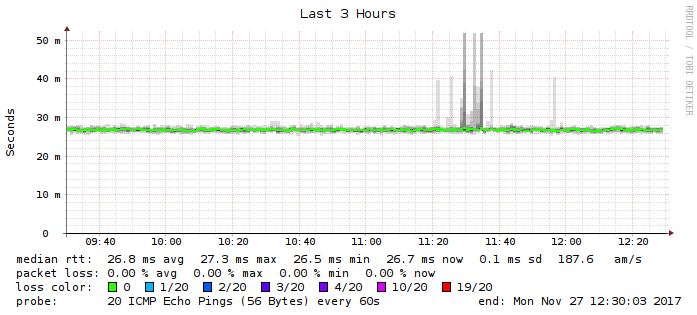 Last 3 Hours
RRDTOOL / TOBI OETIKER
Seconds
50 m
40 m
30 m
20 m
10 m
0
09:40 10:00 10:20 10:40 11:00 11:20 11:40 12:00 12:20
median rtt: 26.8 ms avg 27.3 ms max 26.5 ms min 26.7 ms now 0.1 ms sd 187.6 am/s
packet loss: 0.00 % avg 0.00 % max 0.00 % min 0.00 % now
loss color: 0 1/20 2/20 3/20 4/20 10/20 19/20
probe: 20 ICMP Echo Pings (56 Bytes) every 60s end: Mon Nov 27 12:30:03 2017